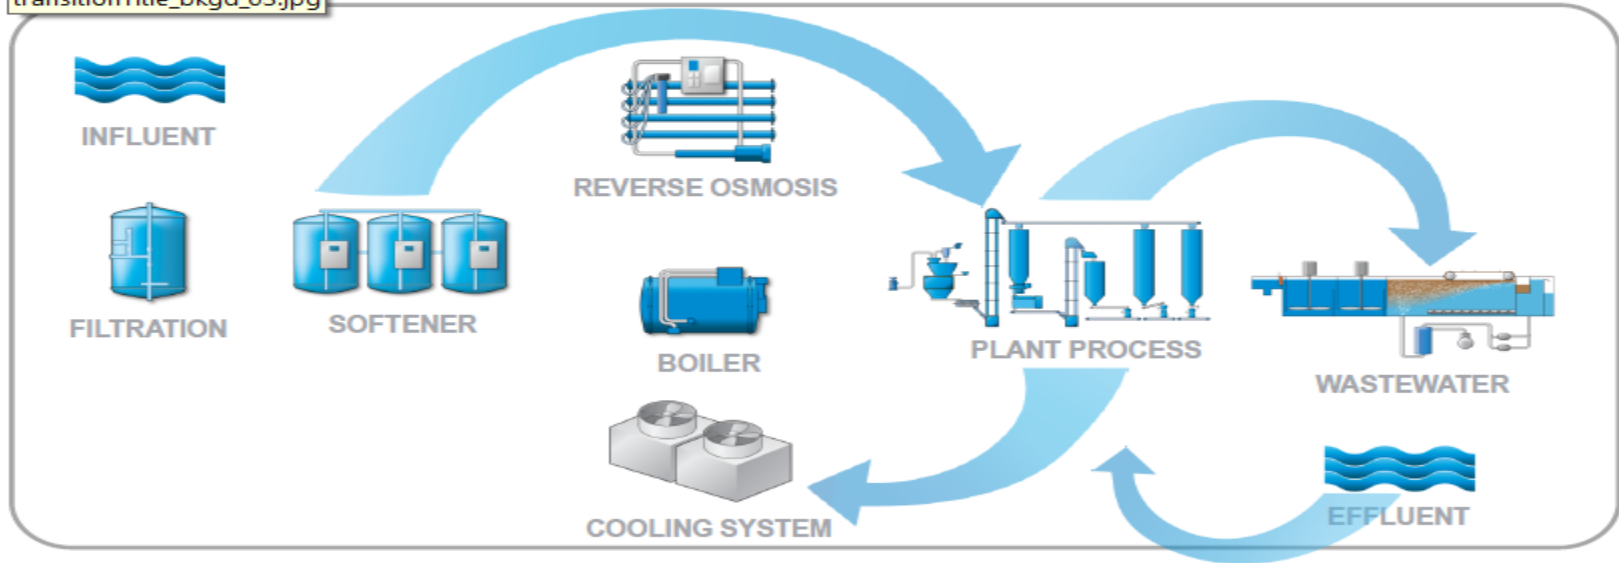 INFLUENT
REVERSE OSMOSIS
FILTRATION
SOFTENER
BOILER
PLANT PROCESS
WASTEWATER
COOLING SYSTEM
EFFLUENT